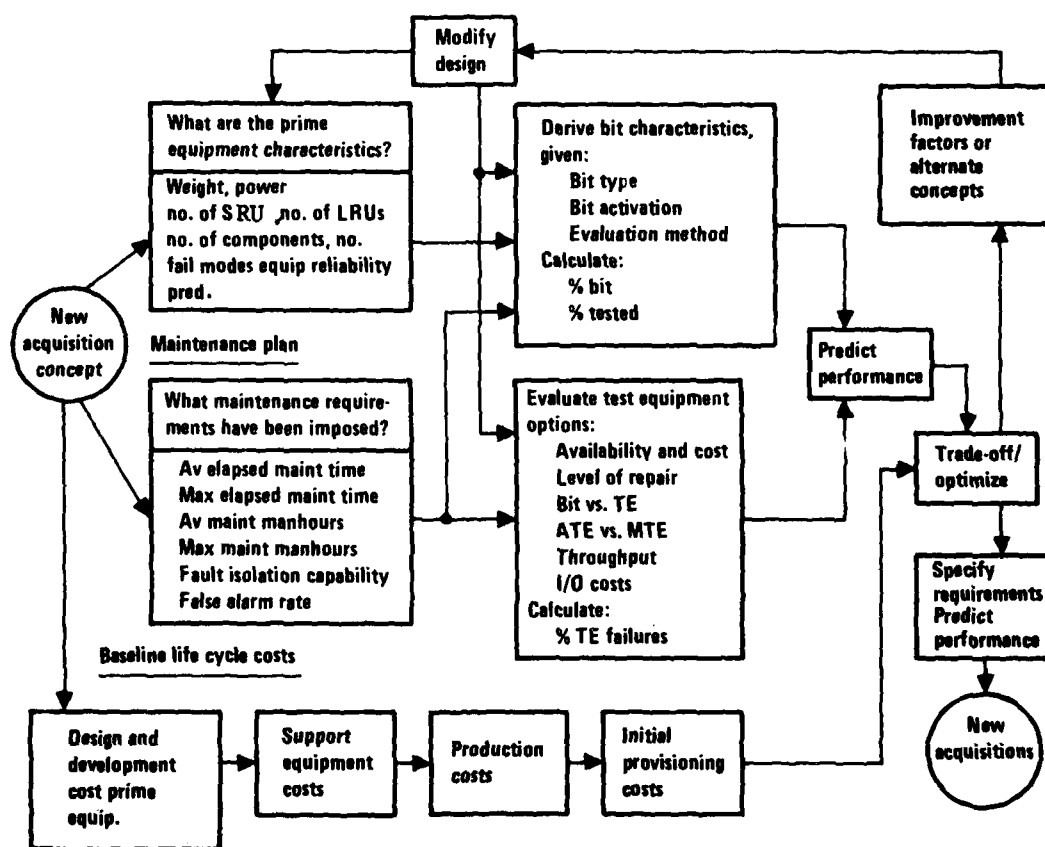 Modify
design
What are the prime
equipment characteristics?
Weight, power
no. of SRU ,no. of LRUs
no. of components, no.
fail modes equip reliability
pred.
Derive bit characteristics,
given:
Bit type
Bit activation
Evaluation method
Calculate:
% bit
% tested
Improvement
factors or
alternate
concepts
New
acquisition
concept
Maintenance plan
Predict
performance
What maintenance require-
ments have been imposed?
Av elapsed maint time
Max elapsed maint time
Av maint manhours
Max maint manhours
Fault isolation capability
False alarm rate
Evaluate test equipment
options:
Availability and cost
Level of repair
Bit vs. TE
ATE vs. MTE
Throughput
I/O costs
Calculate:
% TE failures
Trade-off/
optimize
Specify
requirements
Predict
performance
Baseline life cycle costs
Design and
development
cost prime
equip.
Support
equipment
costs
Production
costs
Initial
provisioning
costs
New
acquisitions